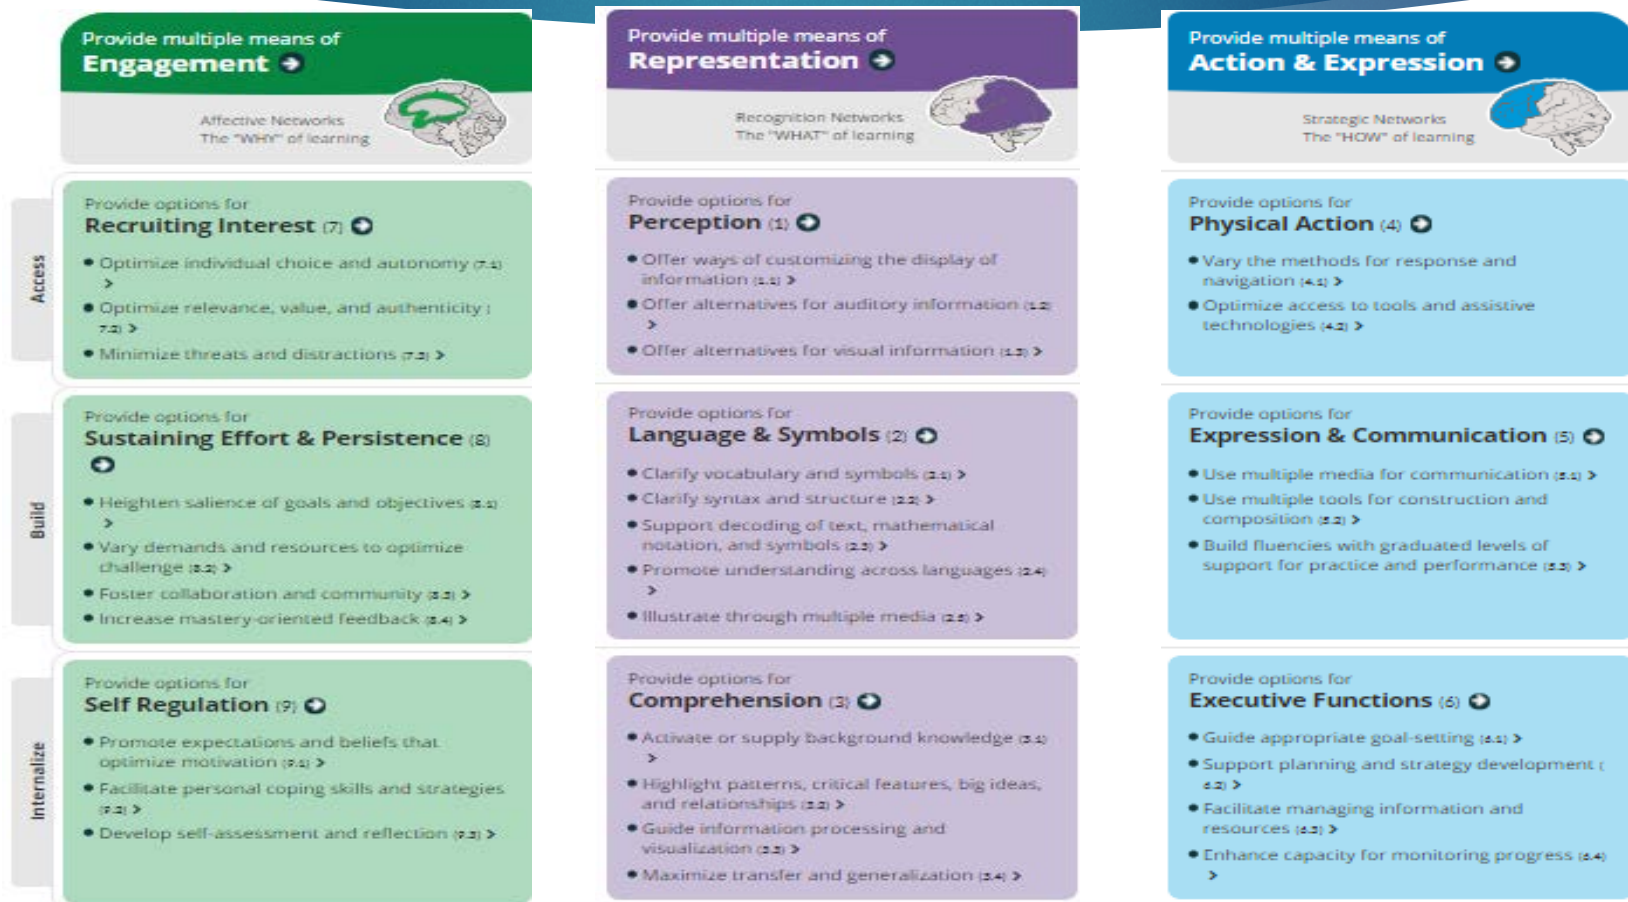 Provide multiple means of
Engagement
Affective Networks
The "WHY" of learning
Provide multiple means of
Representation
Recognition Networks
The "WHAT" of learning
Provide multiple means of
Action & Expression
Strategic Networks
The "HOW" of learning
Access
Provide options for
Recruiting Interest (7)
Optimize individual choice and autonomy (7.1)
Optimize relevance, value, and authenticity (
7.2)
Minimize threats and distractions (7.3)
Provide options for
Perception (1)
Offer ways of customizing the display of
information (1.1)
Offer alternatives for auditory information (1.2)
Offer alternatives for visual information (1.3)
Provide options for
Physical Action (4)
Vary the methods for response and
navigation (4.1)
Optimize access to tools and assistive
technologies (4.2)
Build
Provide options for
Sustaining Effort & Persistence (8)
Heighten salience of goals and objectives (8.1)
Vary demands and resources to optimize
challenge (8.2)
Foster collaboration and community (8.3)
Increase mastery-oriented feedback (8.4)
Provide options for
Language & Symbols (2)
Clarify vocabulary and symbols (2.1)
Clarify syntax and structure (2.2)
Support decoding of text, mathematical
notation, and symbols (2.3)
Promote understanding across languages (2.4)
Illustrate through multiple media (2.5)
Provide options for
Expression & Communication (5)
Use multiple media for communication (5.1)
Use multiple tools for construction and
composition (5.2)
Build fluencies with graduated levels of
support for practice and performance (5.3)
Internalize
Provide options for
Self Regulation (9)
Promote expectations and beliefs that
optimize motivation (9.1)
Facilitate personal coping skills and strategies
(9.2)
Develop self-assessment and reflection (9.3)
Provide options for
Comprehension (3)
Activate or supply background knowledge (3.1)
Highlight patterns, critical features, big ideas,
and relationships (3.2)
Guide information processing and
visualization (3.3)
Maximize transfer and generalization (3.4)
Provide options for
Executive Functions (6)
Guide appropriate goal-setting (6.1)
Support planning and strategy development (
6.2)
Facilitate managing information and
resources (6.3)
Enhance capacity for monitoring progress (6.4)